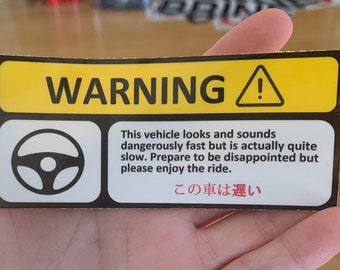 WARNING
This vehicle looks and sounds
dangerously fast but is actually quite
slow. Prepare to be disappointed but
please enjoy the ride.
この車は遅い